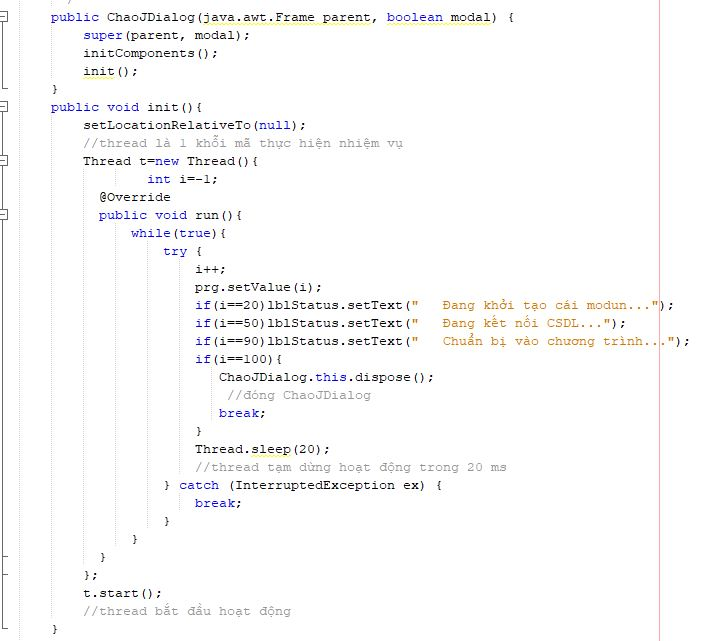 public ChaoJDialog(java.awt.Frame parent, boolean modal) {
super(parent, modal);
initComponents();
init();
}
public void init(){
setLocationRelativeTo(null);
//thread là 1 khỗi mã thực hiện nhiệm vụ
Thread t=new Thread(){
int i=-1;
@Override
public void run(){
while(true){
try {
i++;
prg.setValue(i);
if(i==20)lblStatus.setText("   Đang khởi tạo cái modun...");
if(i==50)lblStatus.setText("   Đang kết nối CSDL...");
if(i==90)lblStatus.setText("   Chuẩn bị vào chương trình...");
if(i==100){
ChaoJDialog.this.dispose();
//đóng ChaoJDialog
break;
}
Thread.sleep(20);
//thread tạm dừng hoạt động trong 20 ms
} catch (InterruptedException ex) {
break;
}
}
}
};
t.start();
//thread bắt đầu hoạt động
}